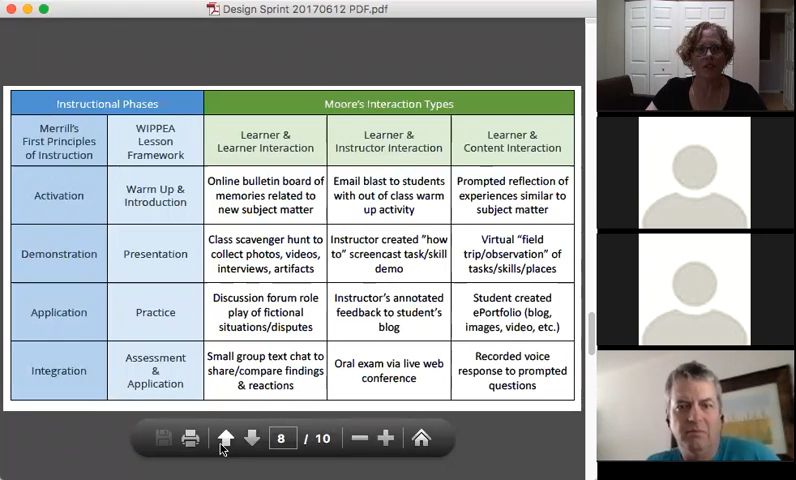 Design Sprint 20170612 PDF.pdf
Instructional Phases
Moore's Interaction Types
Merrill's
First Principles
of Instruction
WIPPEA
Lesson
Framework
Learner &
Learner Interaction
Learner &
Instructor Interaction
Learner &
Content Interaction
Activation
Warm Up &
Introduction
Online bulletin board of
memories related to
new subject matter
Email blast to students
with out of class warm
up activity
Prompted reflection of
experiences similar to
subject matter
Demonstration
Presentation
Class scavenger hunt to
collect photos, videos,
interviews, artifacts
Instructor created "how
to" screencast task/skill
demo
Virtual "field
trip/observation" of
tasks/skills/places
Application
Practice
Discussion forum role
play of fictional
situations/disputes
Instructor's annotated
feedback to student's
blog
Student created
ePortfolio (blog,
images, video, etc.)
Integration
Assessment
&
Application
Small group text chat to
share/compare findings
& reactions
Oral exam via live web
conference
Recorded voice
response to prompted
questions
8 / 10